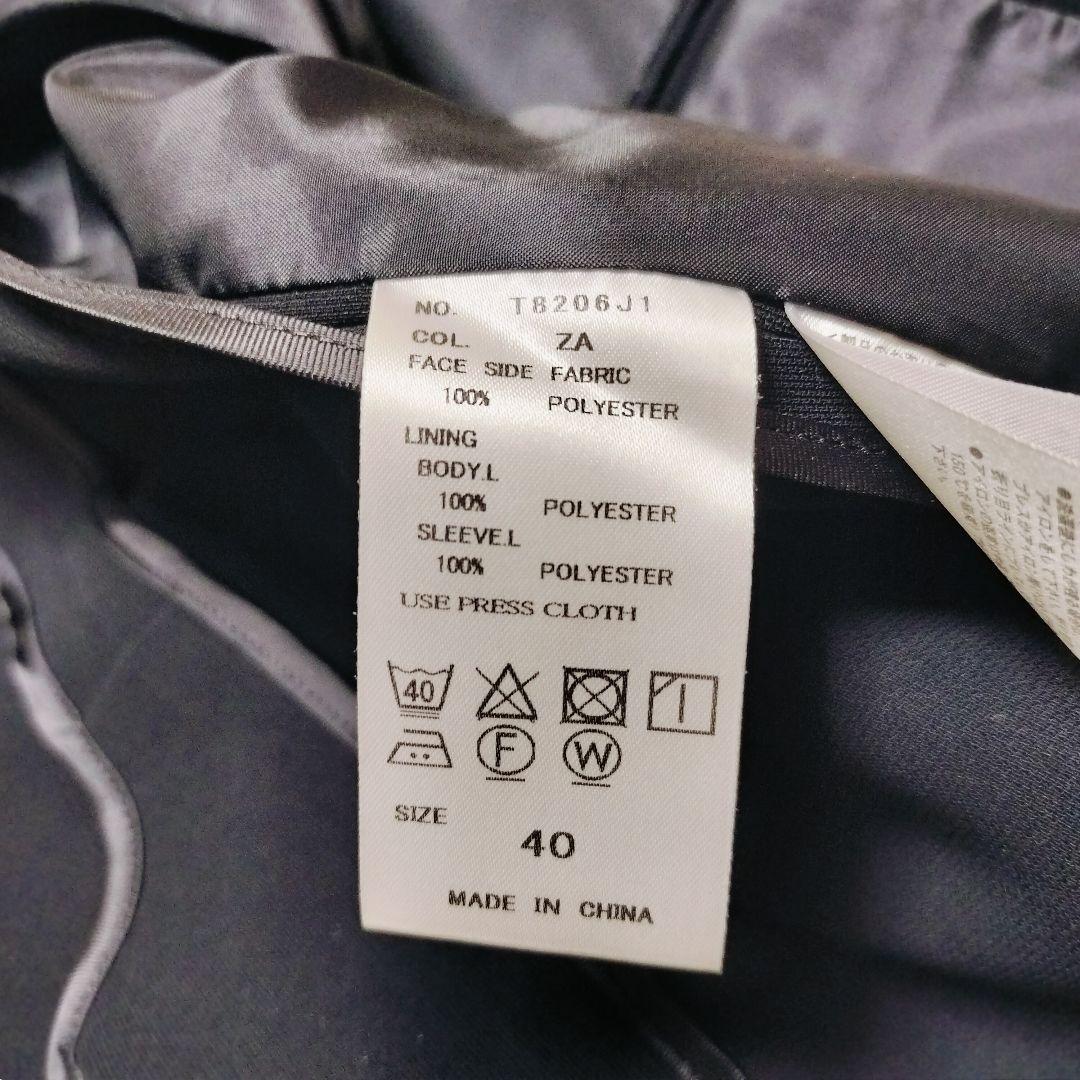 NO. T8206J1
COL. ZA
FACE SIDE FABRIC
100% POLYESTER
LINING
BODY.L
100% POLYESTER
SLEEVE.L
100% POLYESTER
USE PRESS CLOTH
40
F W
SIZE
40
MADE IN CHINA